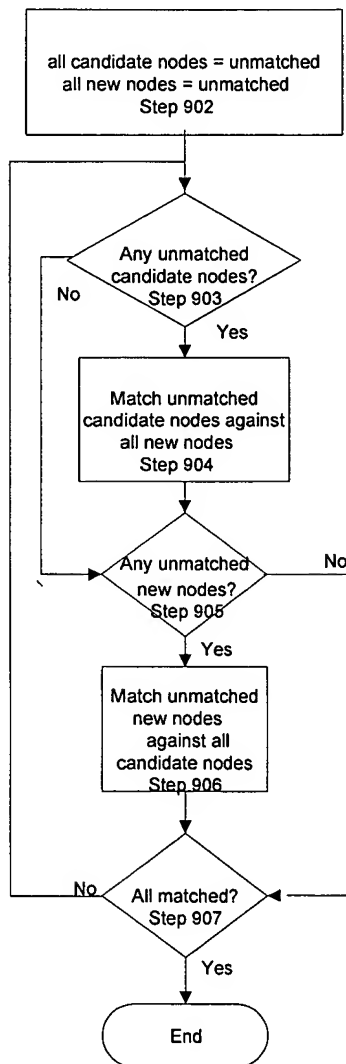 all candidate nodes = unmatched
all new nodes = unmatched
Step 902
Any unmatched
candidate nodes?
Step 903
No
Yes
Match unmatched
candidate nodes against
all new nodes
Step 904
Any unmatched
new nodes?
Step 905
No
Yes
Match unmatched
new nodes
against all
candidate nodes
Step 906
No
All matched?
Step 907
Yes
End